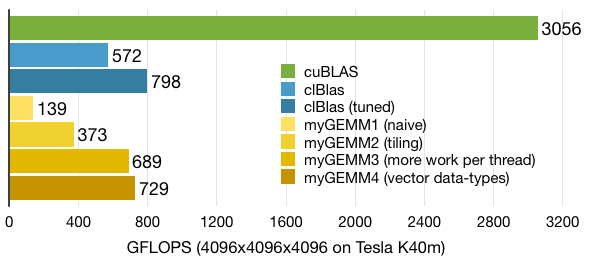 3056
572
798
139
373
689
729
cuBLAS
clBlas
clBlas (tuned)
myGEMM1 (naive)
myGEMM2 (tiling)
myGEMM3 (more work per thread)
myGEMM4 (vector data-types)
0 400 800 1200 1600 2000 2400 2800 3200
GFLOPS (4096x4096x4096 on Tesla K40m)